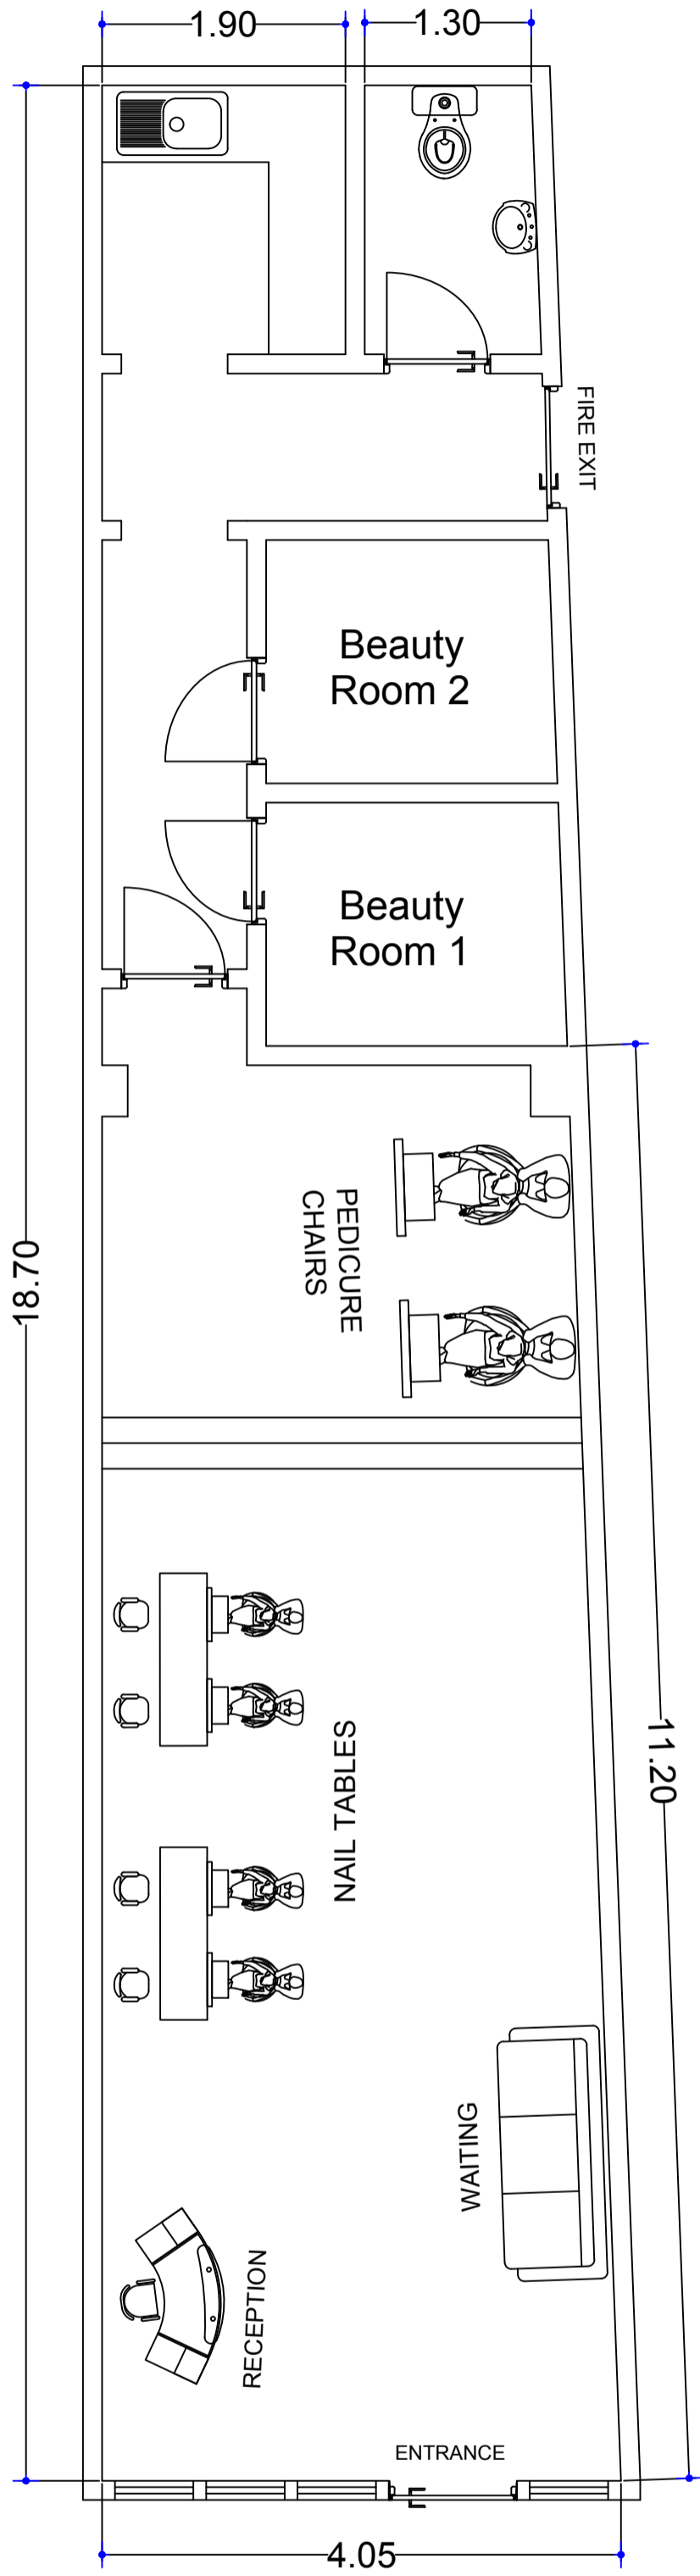 1.90
1.30
FIRE EXIT
Beauty
Room 2
Beauty
Room 1
PEDICURE
CHAIRS
18.70
11.20
NAIL TABLES
WAITING
RECEPTION
ENTRANCE
4.05